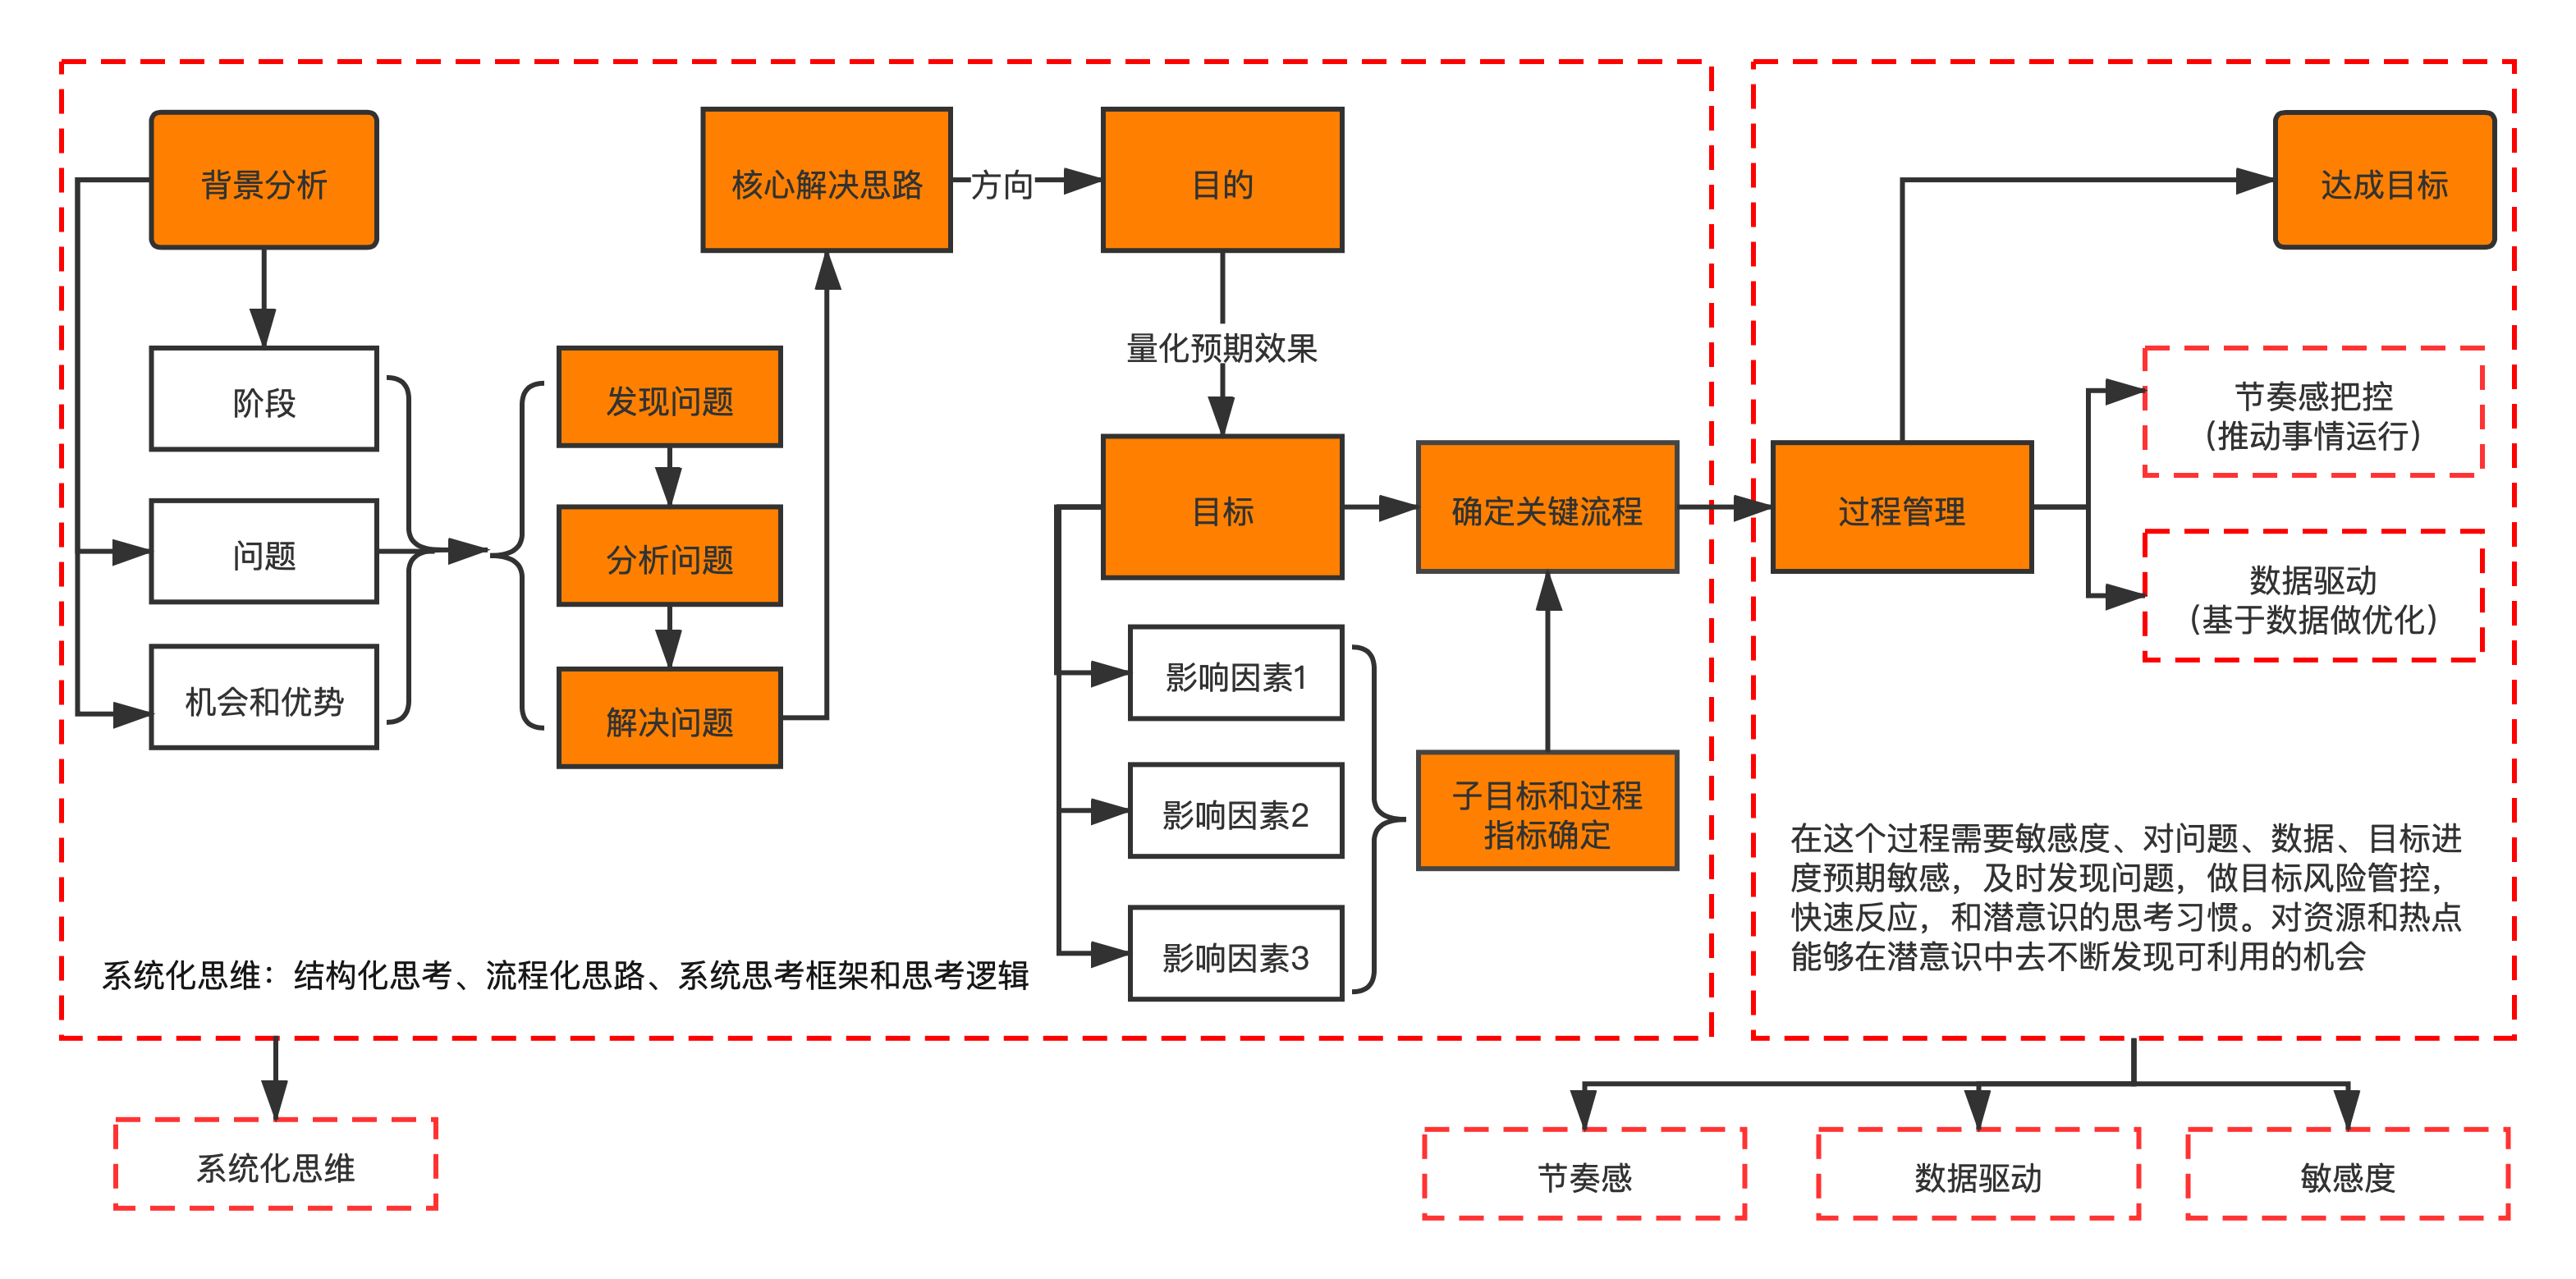 背景分析
阶段
问题
机会和优势
发现问题
分析问题
解决问题
核心解决思路
方向
目的
量化预期效果
目标
影响因素1
影响因素2
影响因素3
确定关键流程
子目标和过程
指标确定
系统化思维：结构化思考、流程化思路、系统思考框架和思考逻辑
系统化思维
达成目标
过程管理
节奏感把控
（推动事情运行）
数据驱动
（基于数据做优化）
在这个过程需要敏感度、对问题、数据、目标进
度预期敏感，及时发现问题，做目标风险管控，
快速反应，和潜意识的思考习惯。对资源和热点
能够在潜意识中去不断发现可利用的机会
节奏感
数据驱动
敏感度